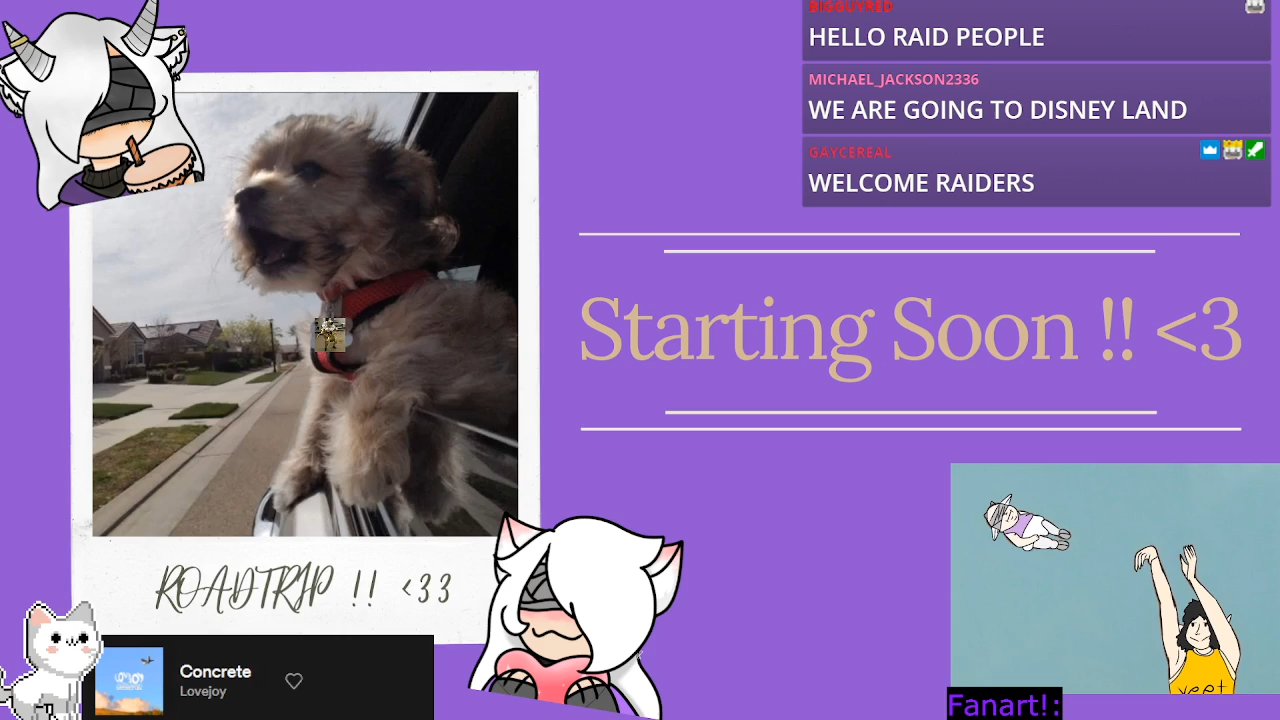 BIGGUYRED
HELLO RAID PEOPLE
MICHAEL_JACKSON2336
WE ARE GOING TO DISNEY LAND
GAYCEREAL
WELCOME RAIDERS
Starting Soon !! <3
ROADTRIP !! <33
Concrete
Lovejoy
yeet
Fanart!: